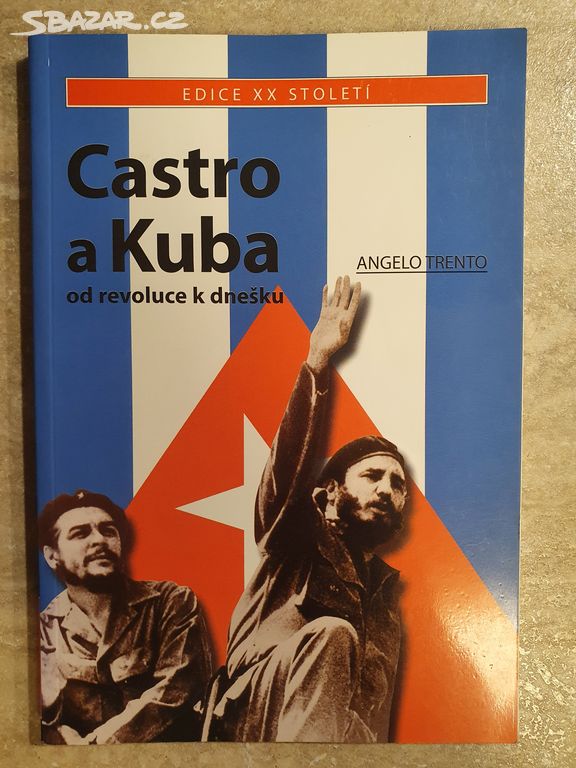 SBAZAR.CZ
EDICE XX STOLETÍ
Castro
a Kuba
ANGELO TRENTO
od revoluce k dnešku